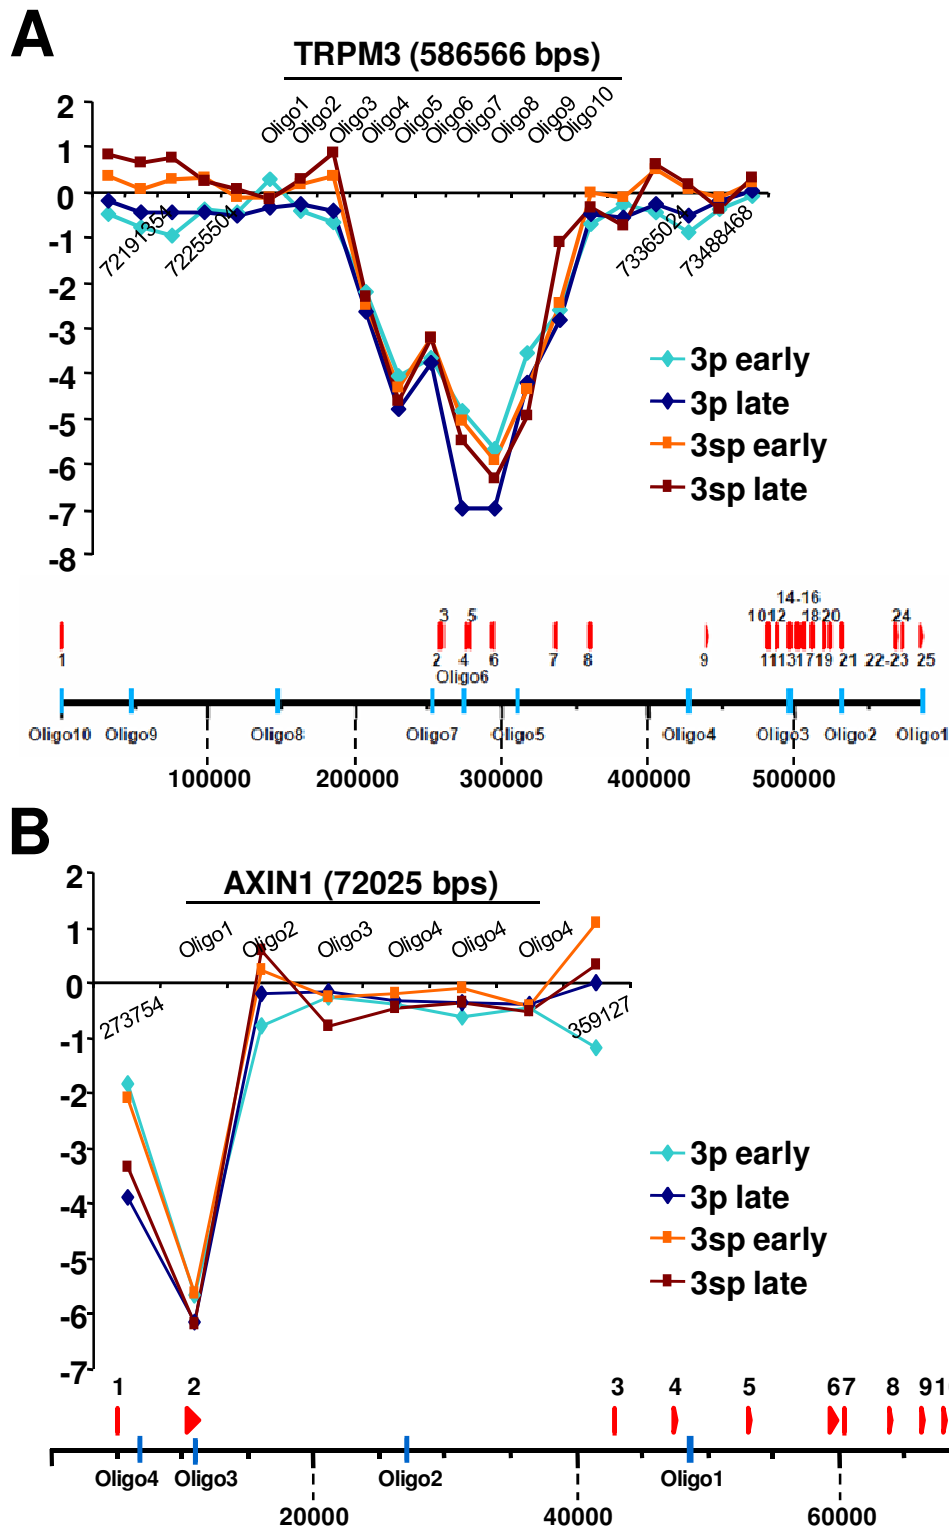 A
TRPM3 (586566 bps)
Oligo1 Oligo2 Oligo3 Oligo4 Oligo5 Oligo6 Oligo7 Oligo8 Oligo9 Oligo10
2
1
0
-1
-2
-3
-4
-5
-6
-7
-8
72191354 72255504 73365024 73488468
3p early
3p late
3sp early
3sp late
14-16
3 5 1012 18 20 24
1 2 4 6 7 8 9 11131719 21 22-23 25
Oligo6
Oligo10 Oligo9 Oligo8 Oligo7 Oligo5 Oligo4 Oligo3 Oligo2 Oligo1
100000 200000 300000 400000 500000
B
AXIN1 (72025 bps)
Oligo1 Oligo2 Oligo3 Oligo4 Oligo4 Oligo4
2
1
0
-1
-2
-3
-4
-5
-6
-7
273754 359127
3p early
3p late
3sp early
3sp late
1 2 3 4 5 67 8 91
Oligo4 Oligo3 Oligo2 Oligo1
20000 40000 60000